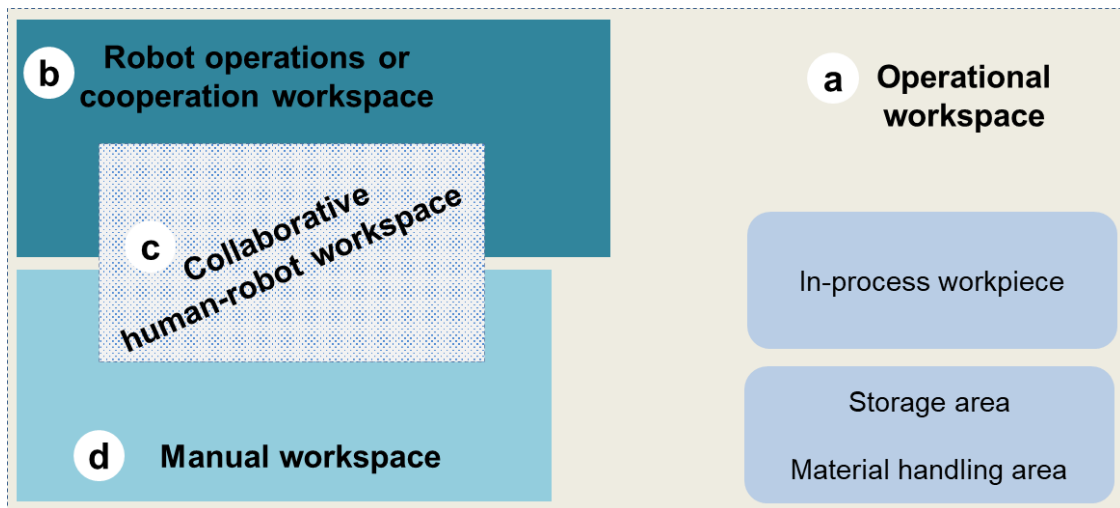 b
Robot operations or
cooperation workspace
a
Operational
workspace
c
Collaborative
human-robot workspace
In-process workpiece
Storage area
Material handling area
d
Manual workspace